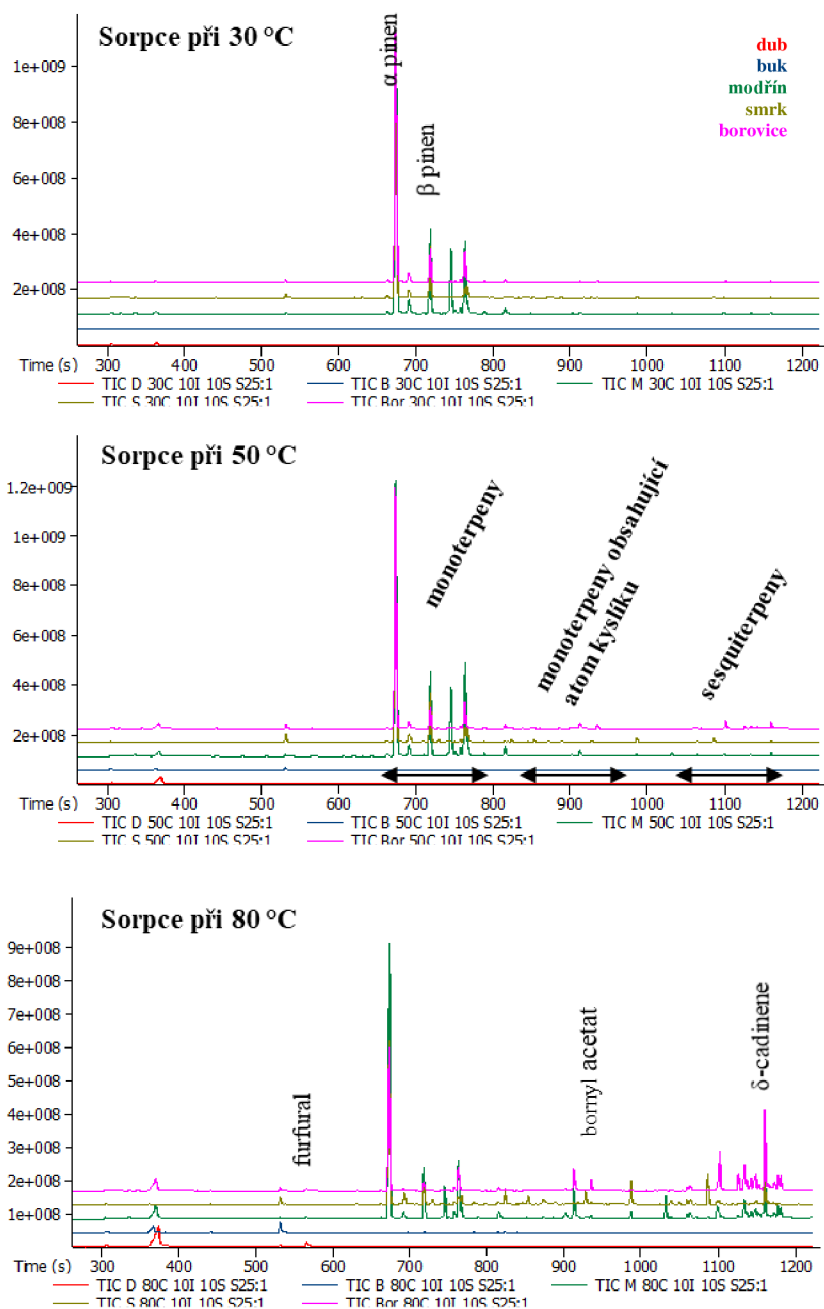 Sorpce při 30 °C
dub
buk
modřín
smrk
borovice
α pinen
β pinen
1e+009
8e+008
6e+008
4e+008
2e+008
Time (s) 300 400 500 600 700 800 900 1000 1100 1200
TIC D 30C 10I 10S S25:1 TIC B 30C 10I 10S S25:1 TIC M 30C 10I 10S S25:1
TIC S 30C 10I 10S S25:1 TIC Bor 30C 10I 10S S25:1
Sorpce při 50 °C
monoterpeny
monoterpeny obsahující
atom kyslíku
sesquiterpeny
1.2e+009
1e+009
8e+008
6e+008
4e+008
2e+008
Time (s) 300 400 500 600 700 800 900 1000 1100 1200
TIC D 50C 10I 10S S25:1 TIC B 50C 10I 10S S25:1 TIC M 50C 10I 10S S25:1
TIC S 50C 10I 10S S25:1 TIC Bor 50C 10I 10S S25:1
Sorpce při 80 °C
furfural
bornyl acetat
δ-cadinene
9e+008
8e+008
7e+008
6e+008
5e+008
4e+008
3e+008
2e+008
1e+008
Time (s) 300 400 500 600 700 800 900 1000 1100 1200
TIC D 80C 10I 10S S25:1 TIC B 80C 10I 10S S25:1 TIC M 80C 10I 10S S25:1
TIC S 80C 10I 10S S25:1 TIC Bor 80C 10I 10S S25:1